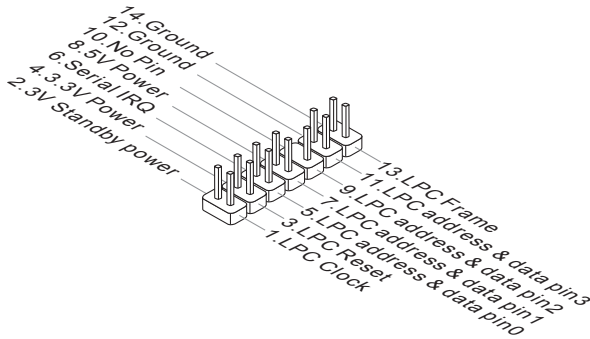 14.Ground
12.Ground
10.No Pin
8.5V Power
6.Serial IRQ
4.3.3V Power
2.3V Standby power
13.LPC Frame
11.LPC address & data pin3
9.LPC address & data pin2
7.LPC address & data pin1
5.LPC address & data pin0
3.LPC Reset
1.LPC Clock